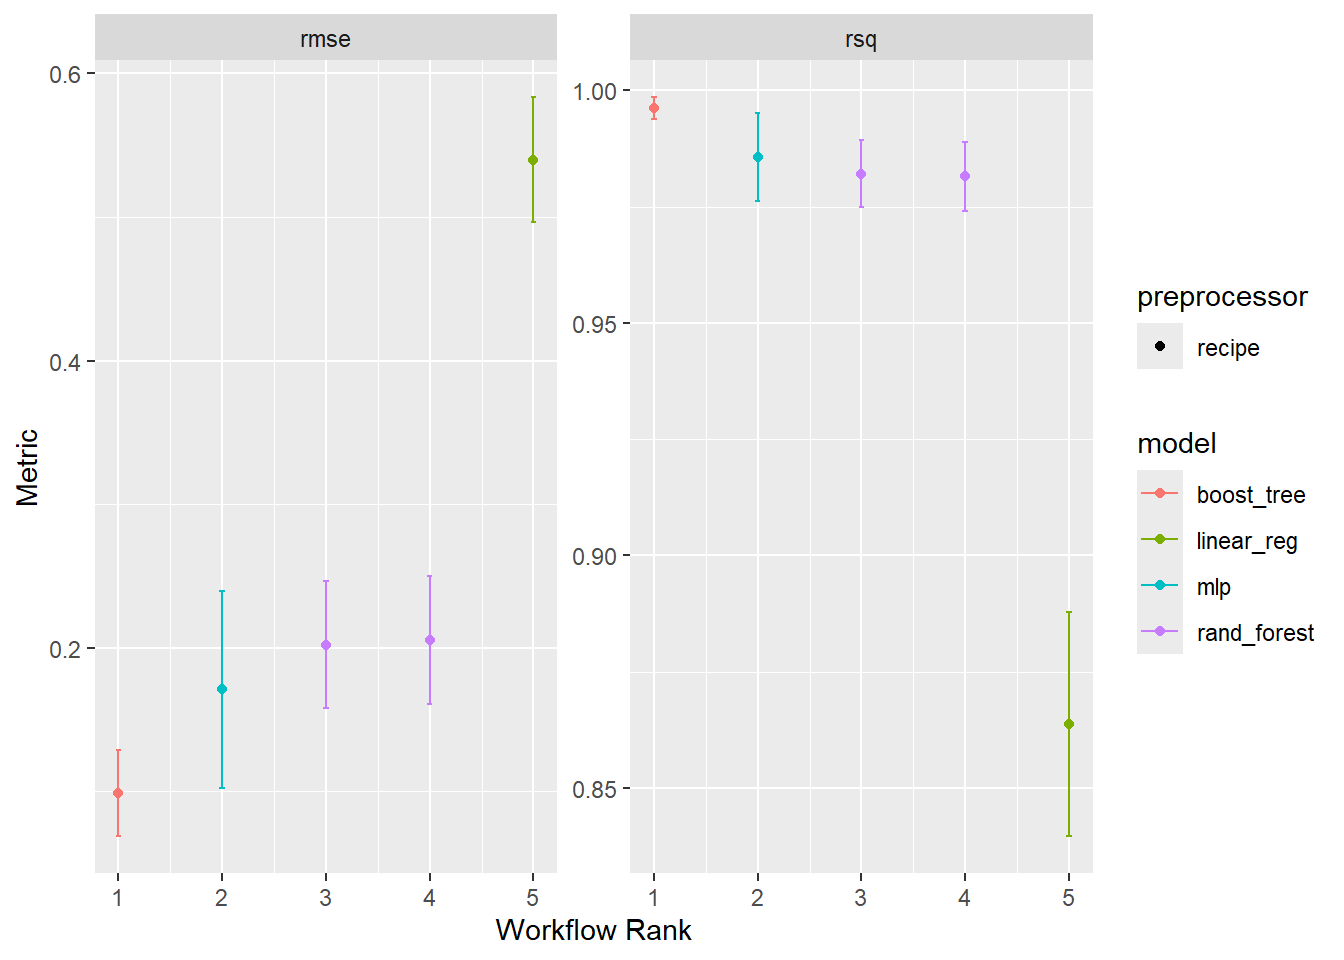 rmse
rsq
0.6
0.4
0.2
1.00
0.95
0.90
0.85
Metric
1 2 3 4 5
1 2 3 4 5
Workflow Rank
preprocessor
recipe
model
boost_tree
linear_reg
mlp
rand_forest